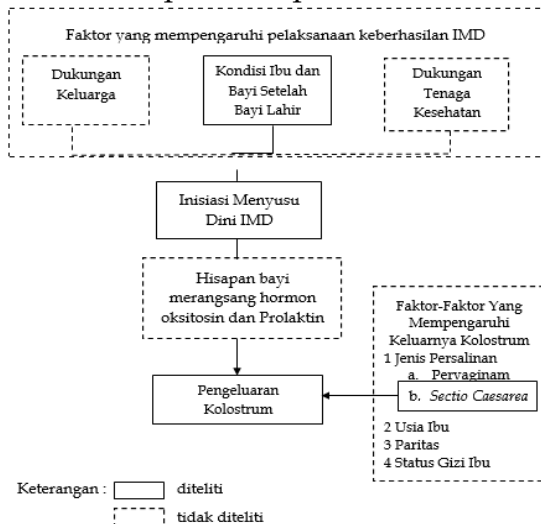 Faktor yang mempengaruhi pelaksanaan keberhasilan IMD
Dukungan
Keluarga
Kondisi Ibu dan
Bayi Setelah
Bayi Lahir
Dukungan
Tenaga
Kesehatan
Inisiasi Menyusu
Dini IMD
Hisapan bayi
merangsang hormon
oksitosin dan Prolaktin
Pengeluaran
Kolostrum
Faktor-Faktor Yang
Mempengaruhi
Keluarnya Kolostrum
1 Jenis Persalinan
a. Pervaginam
b. Sectio Caesarea
2 Usia Ibu
3 Paritas
4 Status Gizi Ibu
Keterangan :
diteliti
tidak diteliti